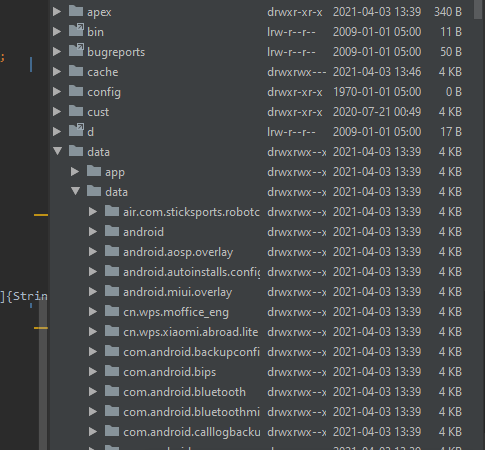 apex drwxr-xr-x 2021-04-03 13:39 340 B
bin lrw-r--r-- 2009-01-01 05:00 11 B
bugreports lrw-r--r-- 2009-01-01 05:00 50 B
;
cache drwxrwx--- 2021-04-03 13:46 4 KB
config drwxr-xr-x 1970-01-01 05:00 0 B
cust drwxr-xr-x 2020-07-21 00:49 4 KB
d lrw-r--r-- 2009-01-01 05:00 17 B
data drwxrwx--x 2021-04-03 13:39 4 KB
app drwxrwx--x 2021-04-03 13:39 4 KB
data drwxrwx--x 2021-04-03 13:39 4 KB
air.com.sticksports.robotc drwxrwx--x 2021-04-03 13:39 4 KB
android drwxrwx--x 2021-04-03 13:39 4 KB
android.aosp.overlay drwxrwx--x 2021-04-03 13:39 4 KB
android.autoinstalls.config drwxrwx--x 2021-04-03 13:39 4 KB
android.miui.overlay drwxrwx--x 2021-04-03 13:39 4 KB
]{Strin
cn.wps.moffice_eng drwxrwx--x 2021-04-03 13:39 4 KB
cn.wps.xiaomi.abroad.lite drwxrwx--x 2021-04-03 13:39 4 KB
com.android.backupconfi drwxrwx--x 2021-04-03 13:39 4 KB
com.android.bips drwxrwx--x 2021-04-03 13:39 4 KB
com.android.bluetooth drwxrwx--x 2021-04-03 13:39 4 KB
com.android.bluetoothmi drwxrwx--x 2021-04-03 13:39 4 KB
com.android.calllogbacku drwxrwx--x 2021-04-03 13:39 4 KB